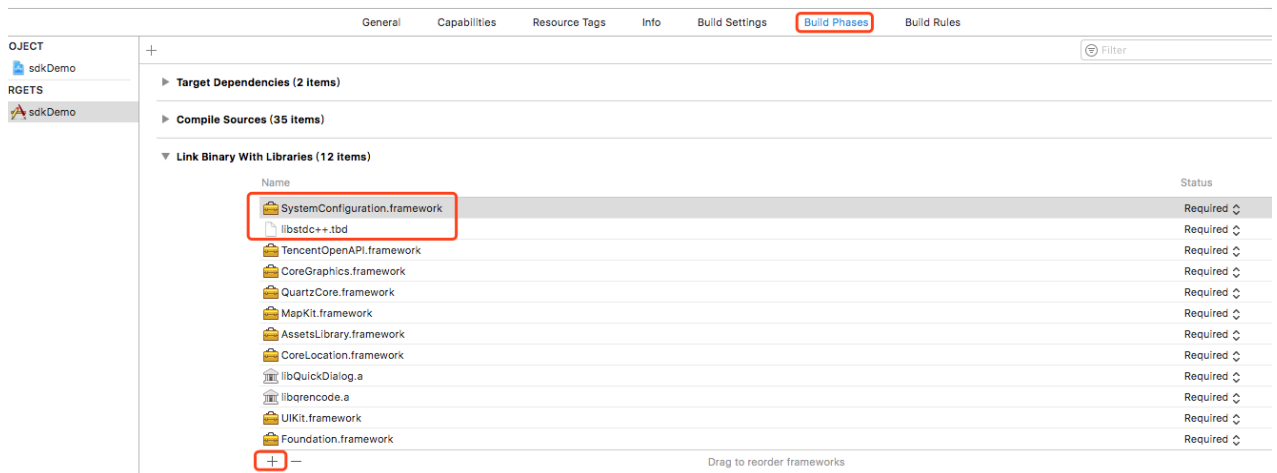 General Capabilities Resource Tags Info Build Settings Build Phases Build Rules
OJECT
sdkDemo
RGETS
sdkDemo
+ Filter
Target Dependencies (2 items)
Compile Sources (35 items)
Link Binary With Libraries (12 items)
Name Status
SystemConfiguration.framework Required
libstdc++.tbd Required
TencentOpenAPI.framework Required
CoreGraphics.framework Required
QuartzCore.framework Required
MapKit.framework Required
AssetsLibrary.framework Required
CoreLocation.framework Required
libQuickDialog.a Required
libqrencode.a Required
UIKit.framework Required
Foundation.framework Required
+ − Drag to reorder frameworks